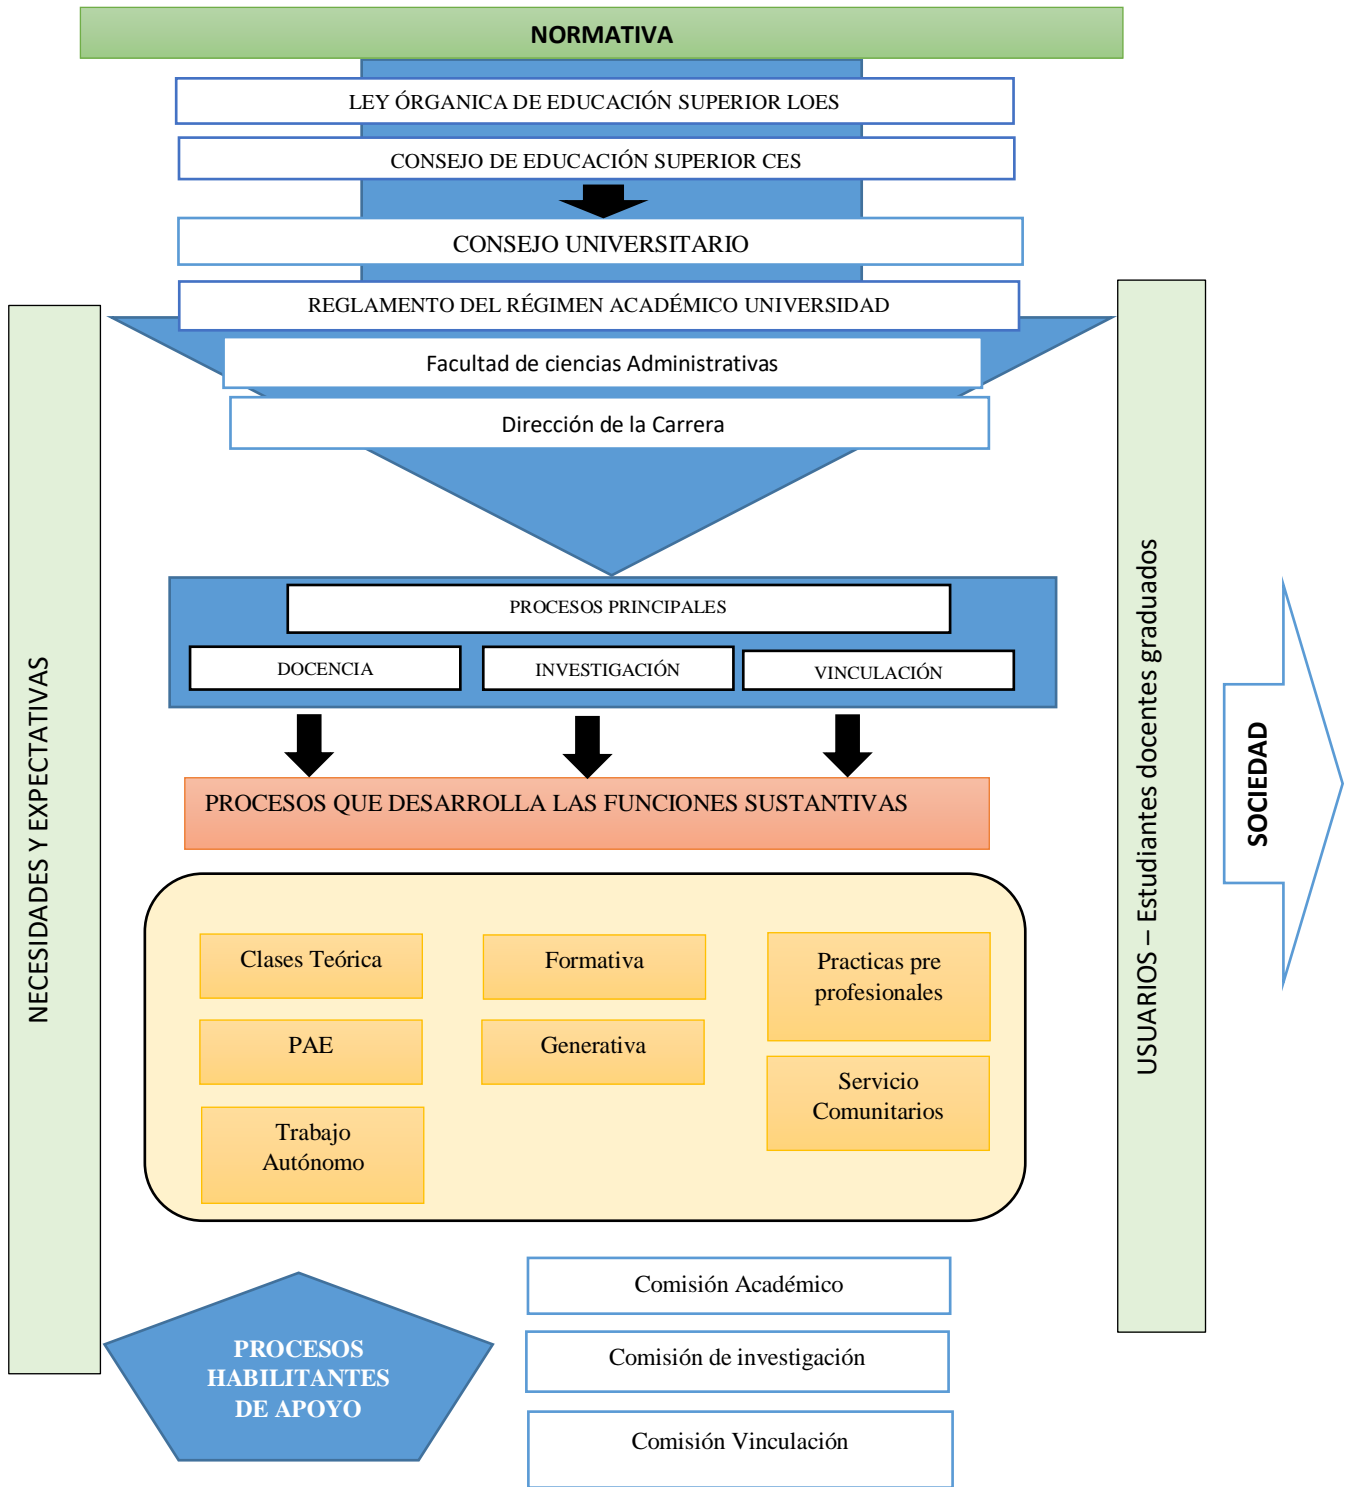 NORMATIVA
LEY ÓRGANICA DE EDUCACIÓN SUPERIOR LOES
CONSEJO DE EDUCACIÓN SUPERIOR CES
CONSEJO UNIVERSITARIO
REGLAMENTO DEL RÉGIMEN ACADÉMICO UNIVERSIDAD
Facultad de ciencias Administrativas
Dirección de la Carrera
NECESIDADES Y EXPECTATIVAS
PROCESOS PRINCIPALES
DOCENCIA
INVESTIGACIÓN
VINCULACIÓN
PROCESOS QUE DESARROLLA LAS FUNCIONES SUSTANTIVAS
Clases Teórica
PAE
Trabajo
Autónomo
Formativa
Generativa
Practicas pre
profesionales
Servicio
Comunitarios
USUARIOS – Estudiantes docentes graduados
SOCIEDAD
PROCESOS
HABILITANTES
DE APOYO
Comisión Académico
Comisión de investigación
Comisión Vinculación